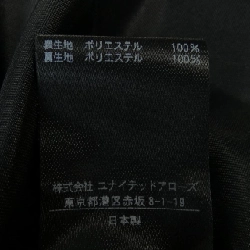 表生地 ポリエステル 100%
裏生地 ポリエステル 100%
株式会社 ユナイテッドアローズ
東京都港区赤坂8-1-19
日本製